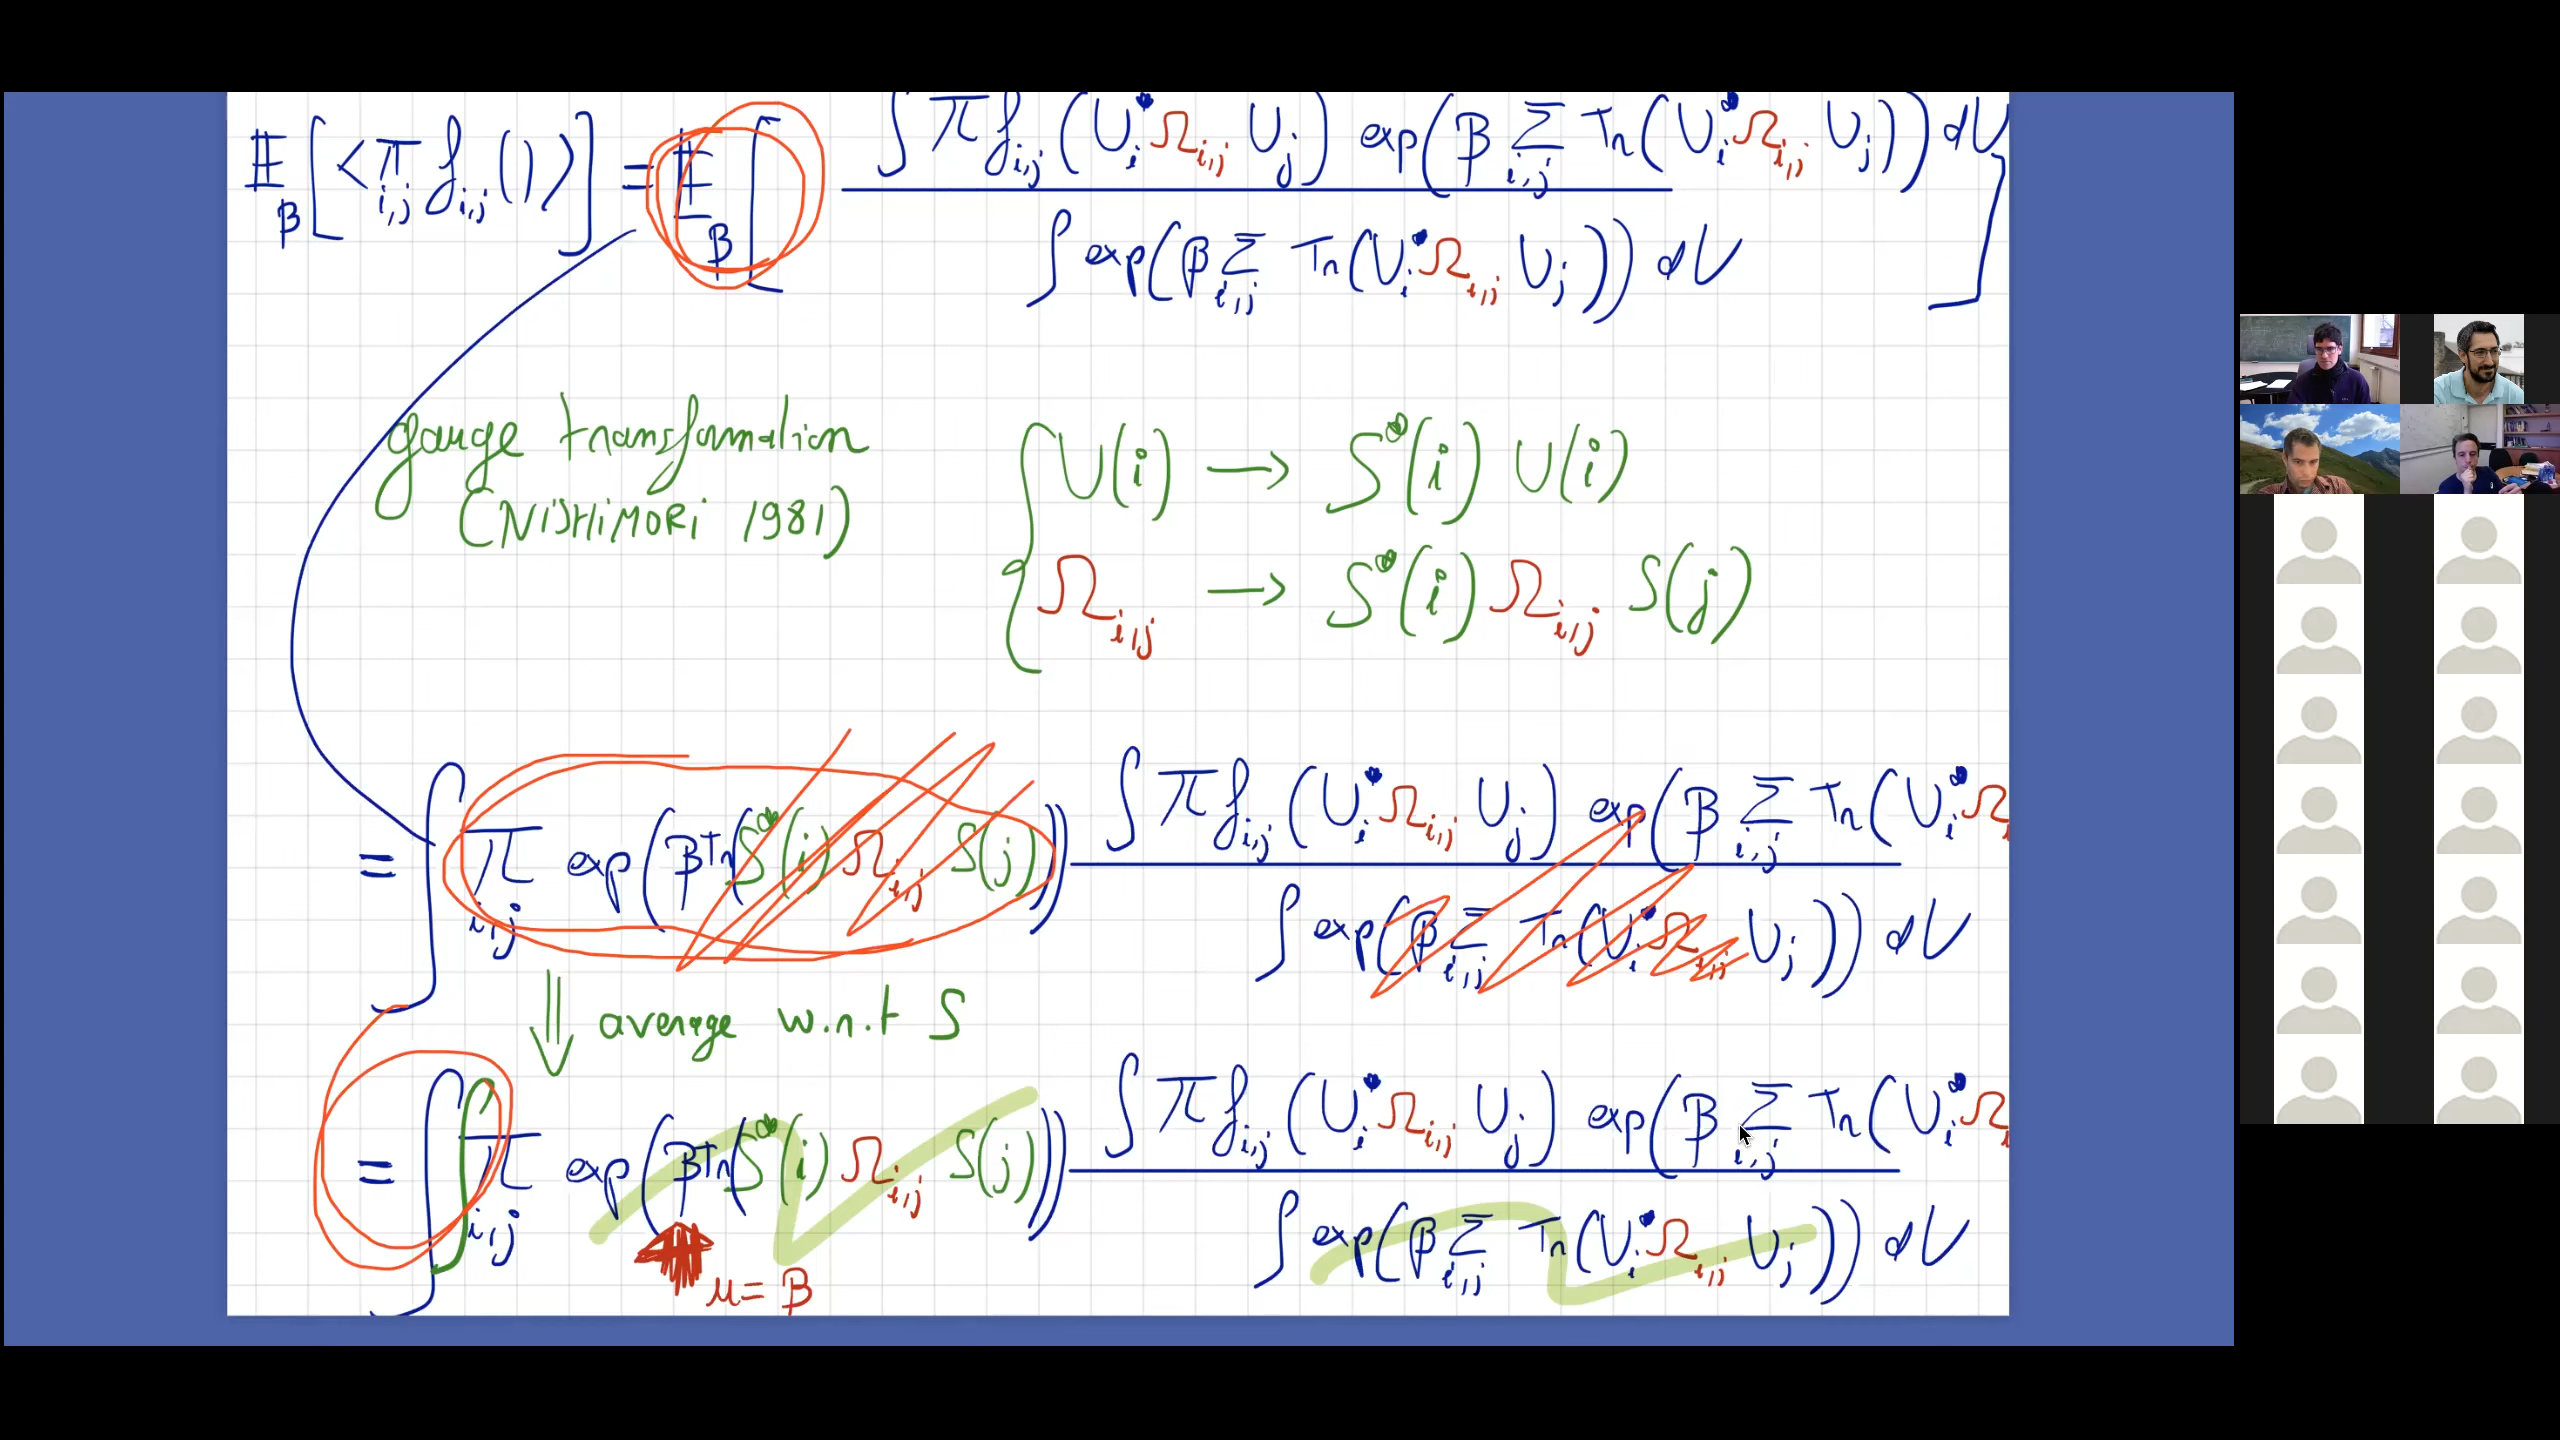 𝔼_β[<π_{i,j} f_{i,j}()>] = 𝔼_β[ ∫ π f_{i,j}(U_i^* Ω_{i,j} U_j) exp(β Σ_{i,j} Tr(U_i^* Ω_{i,j} U_j)) dU
∫ exp(β Σ_{i,j} Tr(U_i^* Ω_{i,j} U_j)) dU ]
gauge transformation
(NISHIMORI 1981)
U(i) → S^*(i) U(i)
Ω_{i,j} → S^*(i) Ω_{i,j} S(j)
= ∫ π_{i,j} exp(β Tr(S^*(i) Ω_{i,j} S(j))) ∫ π f_{i,j}(U_i^* Ω_{i,j} U_j) exp(β Σ_{i,j} Tr(U_i^* Ω
∫ exp(β Σ_{i,j} Tr(U_i^* Ω_{i,j} U_j)) dU
⇓ average w.r.t S
= ∫∫ π_{i,j} exp(β Tr(S^*(i) Ω_{i,j} S(j))) ∫ π f_{i,j}(U_i^* Ω_{i,j} U_j) exp(β Σ_{i,j} Tr(U_i^* Ω
∫ exp(β Σ_{i,j} Tr(U_i^* Ω_{i,j} U_j)) dU
u = β